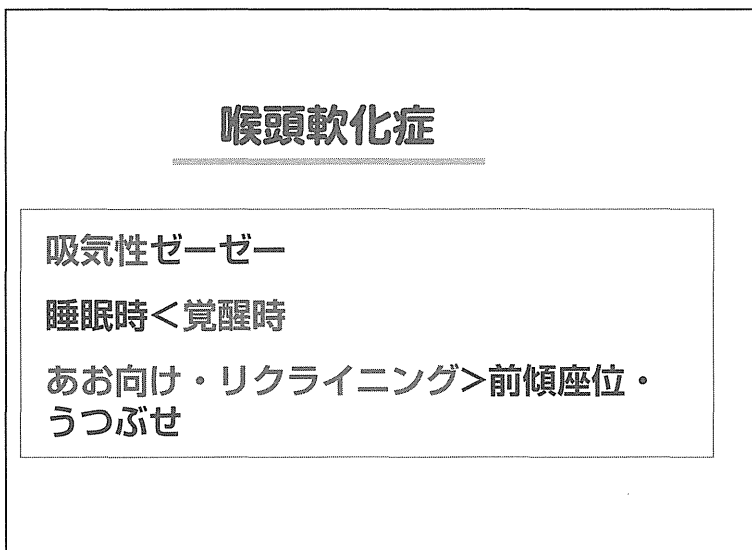 喉頭軟化症
吸気性ゼーゼー
睡眠時＜覚醒時
あお向け・リクライニング>前傾座位・
うつぶせ